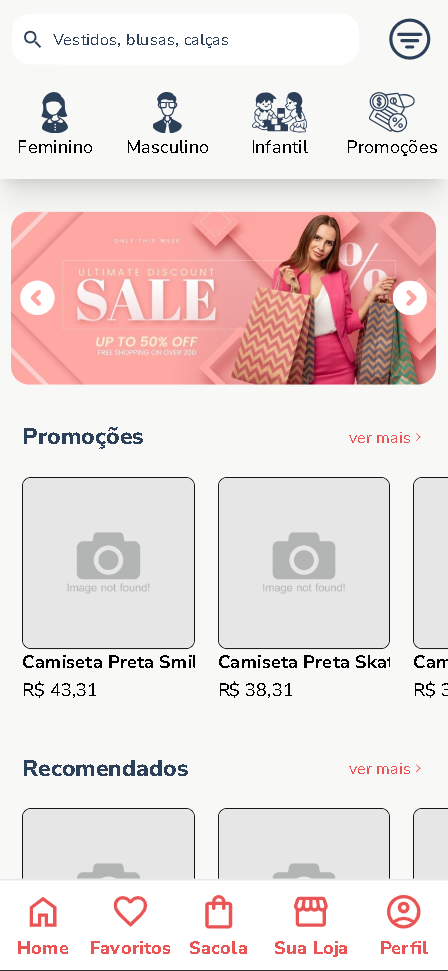 Vestidos, blusas, calças
Feminino Masculino Infantil Promoções
ONLY THIS WEEK
ULTIMATE DISCOUNT
SALE
%
UP TO 50% OFF
FREE SHOPPING ON OVER 200
Promoções ver mais >
Image not found! Image not found!
Camiseta Preta Smil Camiseta Preta Skat Cam
R$ 43,31 R$ 38,31 R$ 3
Recomendados ver mais >
Home Favoritos Sacola Sua Loja Perfil